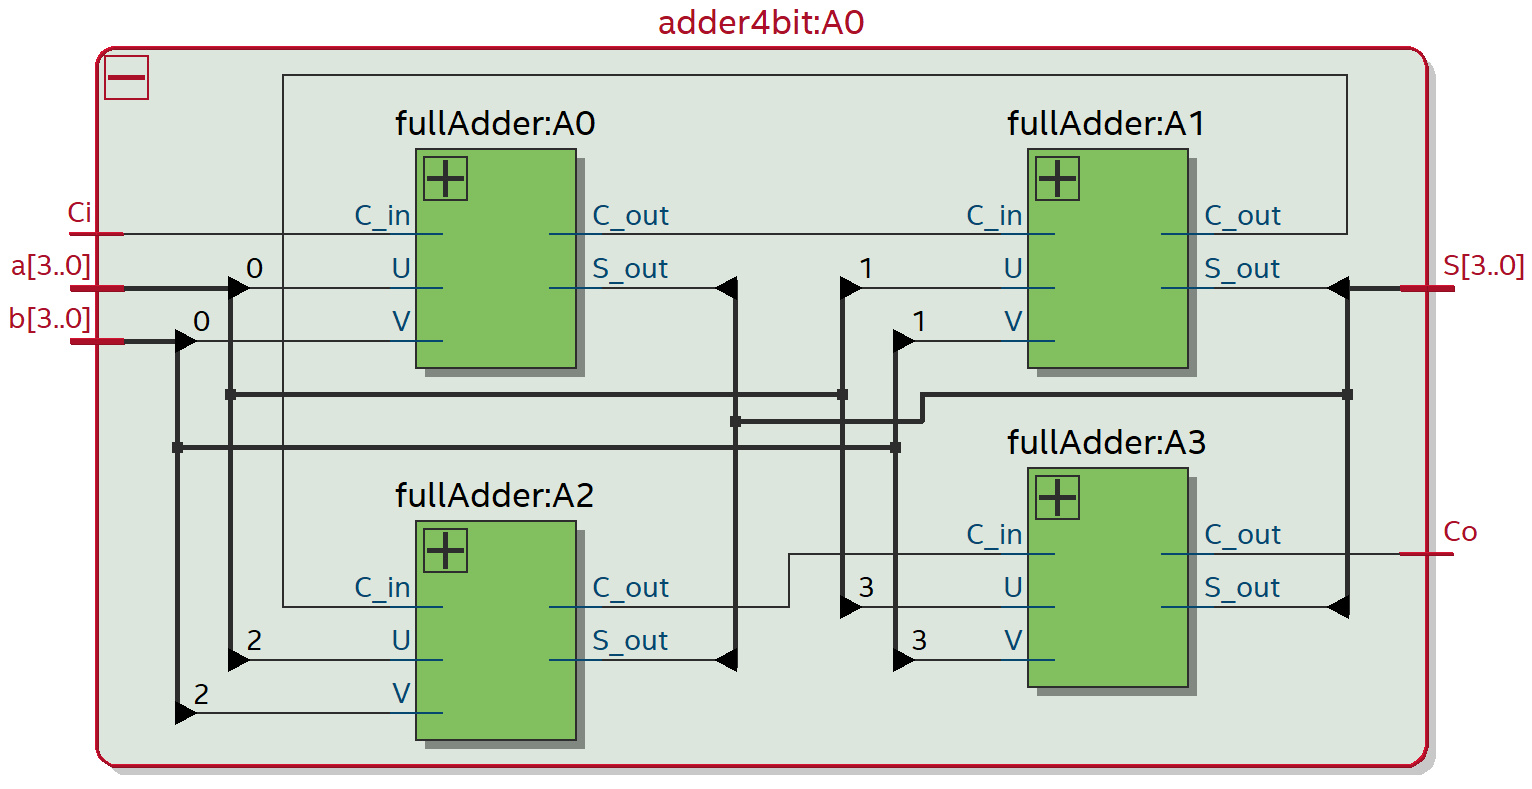 adder4bit:A0
fullAdder:A0
fullAdder:A1
Ci
C_in
C_out
C_in
C_out
a[3..0]
0
U
S_out
1
U
S_out
S[3..0]
b[3..0]
0
V
1
V
fullAdder:A3
fullAdder:A2
C_in
C_out
Co
C_in
C_out
3
U
S_out
2
U
S_out
3
V
2
V